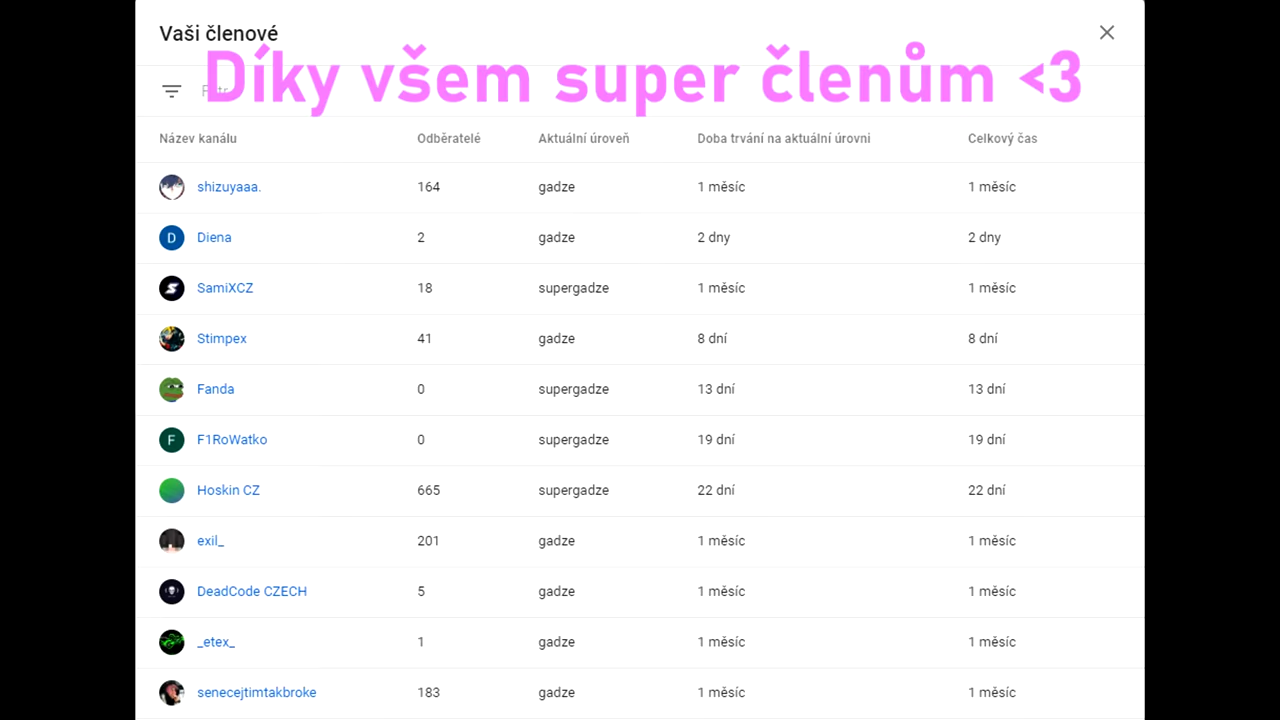 Vaši členové
Díky všem super členům <3
Filtr
Název kanálu Odběratelé Aktuální úroveň Doba trvání na aktuální úrovni Celkový čas
shizuyaaa. 164 gadze 1 měsíc 1 měsíc
D Diena 2 gadze 2 dny 2 dny
SamiXCZ 18 supergadze 1 měsíc 1 měsíc
Stimpex 41 gadze 8 dní 8 dní
Fanda 0 supergadze 13 dní 13 dní
F F1RoWatko 0 supergadze 19 dní 19 dní
Hoskin CZ 665 supergadze 22 dní 22 dní
exil_ 201 gadze 1 měsíc 1 měsíc
DeadCode CZECH 5 gadze 1 měsíc 1 měsíc
_etex_ 1 gadze 1 měsíc 1 měsíc
senecejtimtakbroke 183 gadze 1 měsíc 1 měsíc